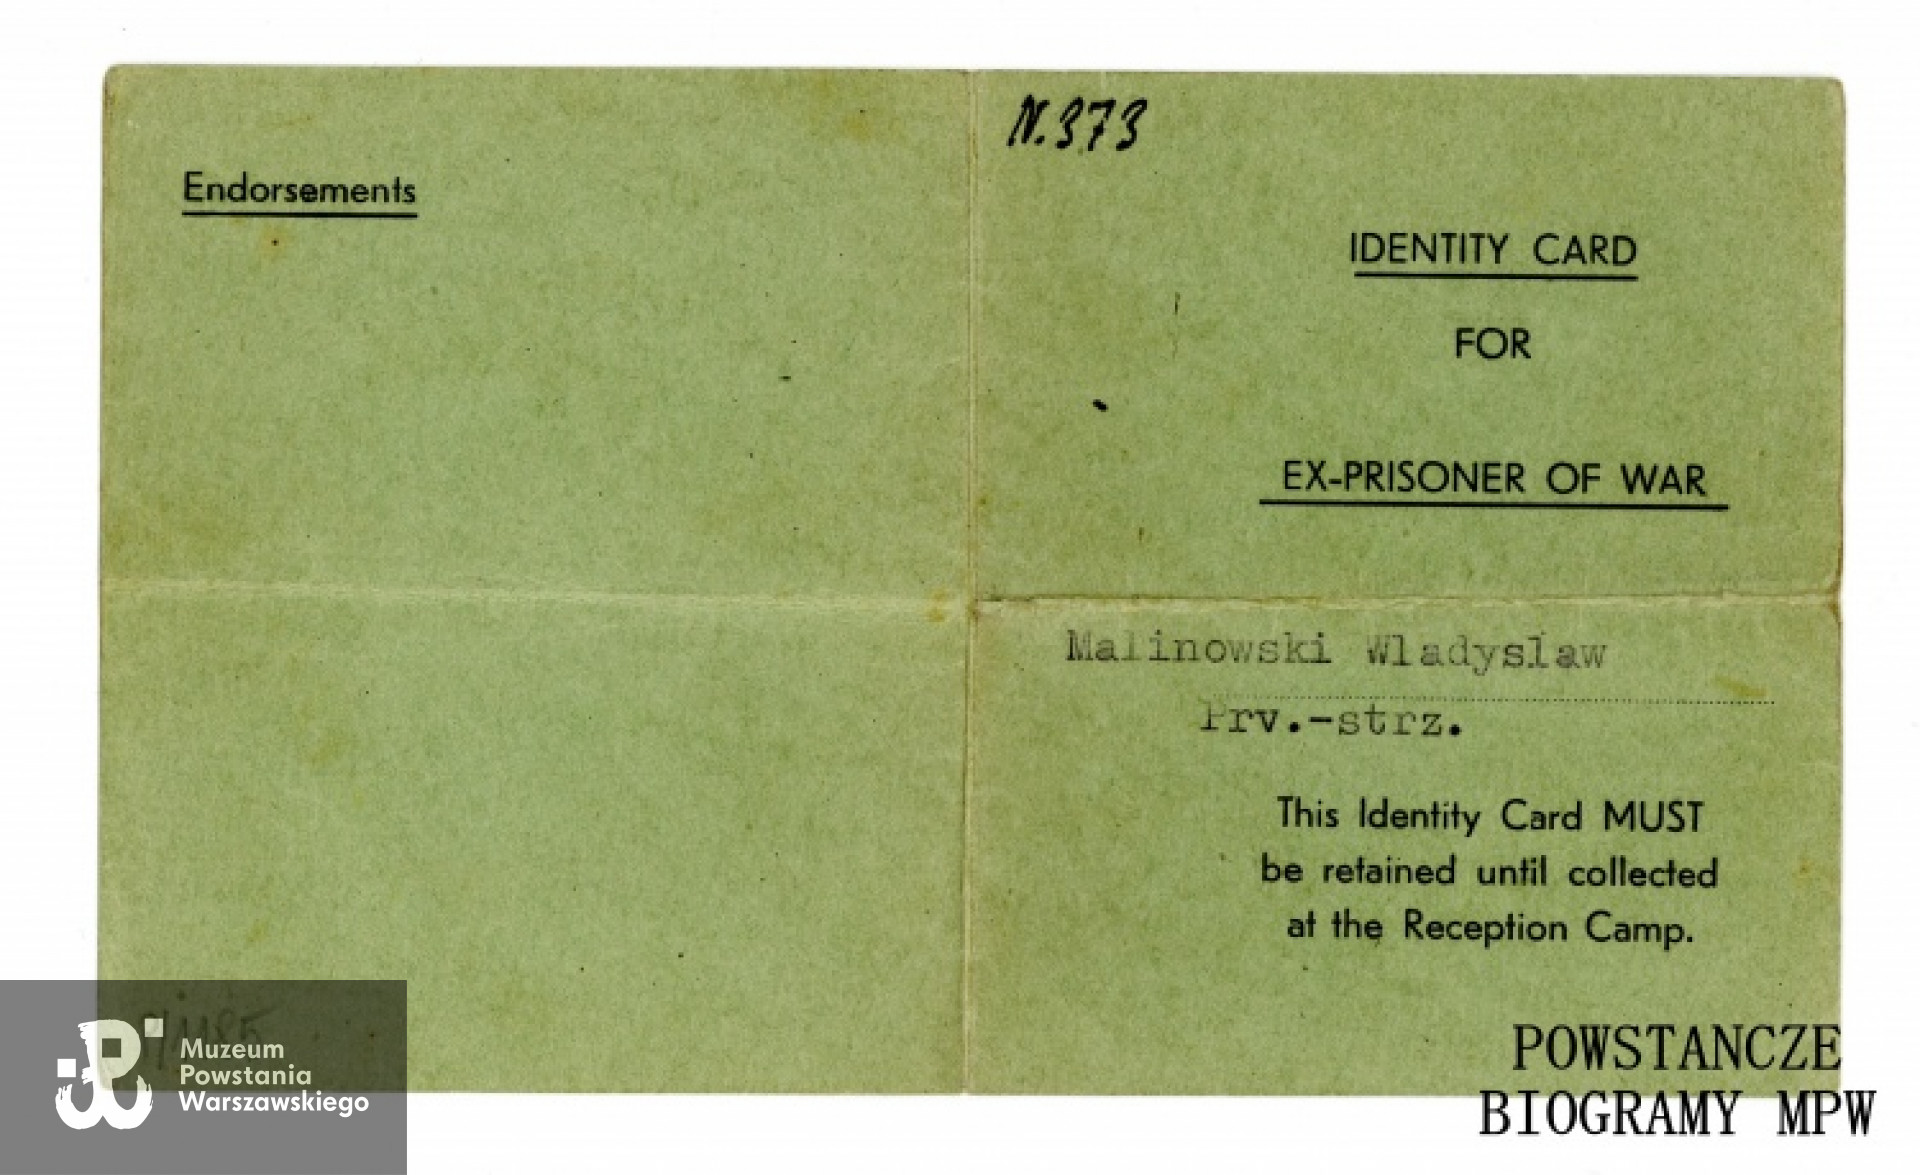 Endorsements
N.373
IDENTITY CARD
FOR
EX-PRISONER OF WAR
Malinowski Wladyslaw
Prv.-strz.
This Identity Card MUST
be retained until collected
at the Reception Camp.
Muzeum
Powstania
Warszawskiego
POWSTANCZE
BIOGRAMY MPW